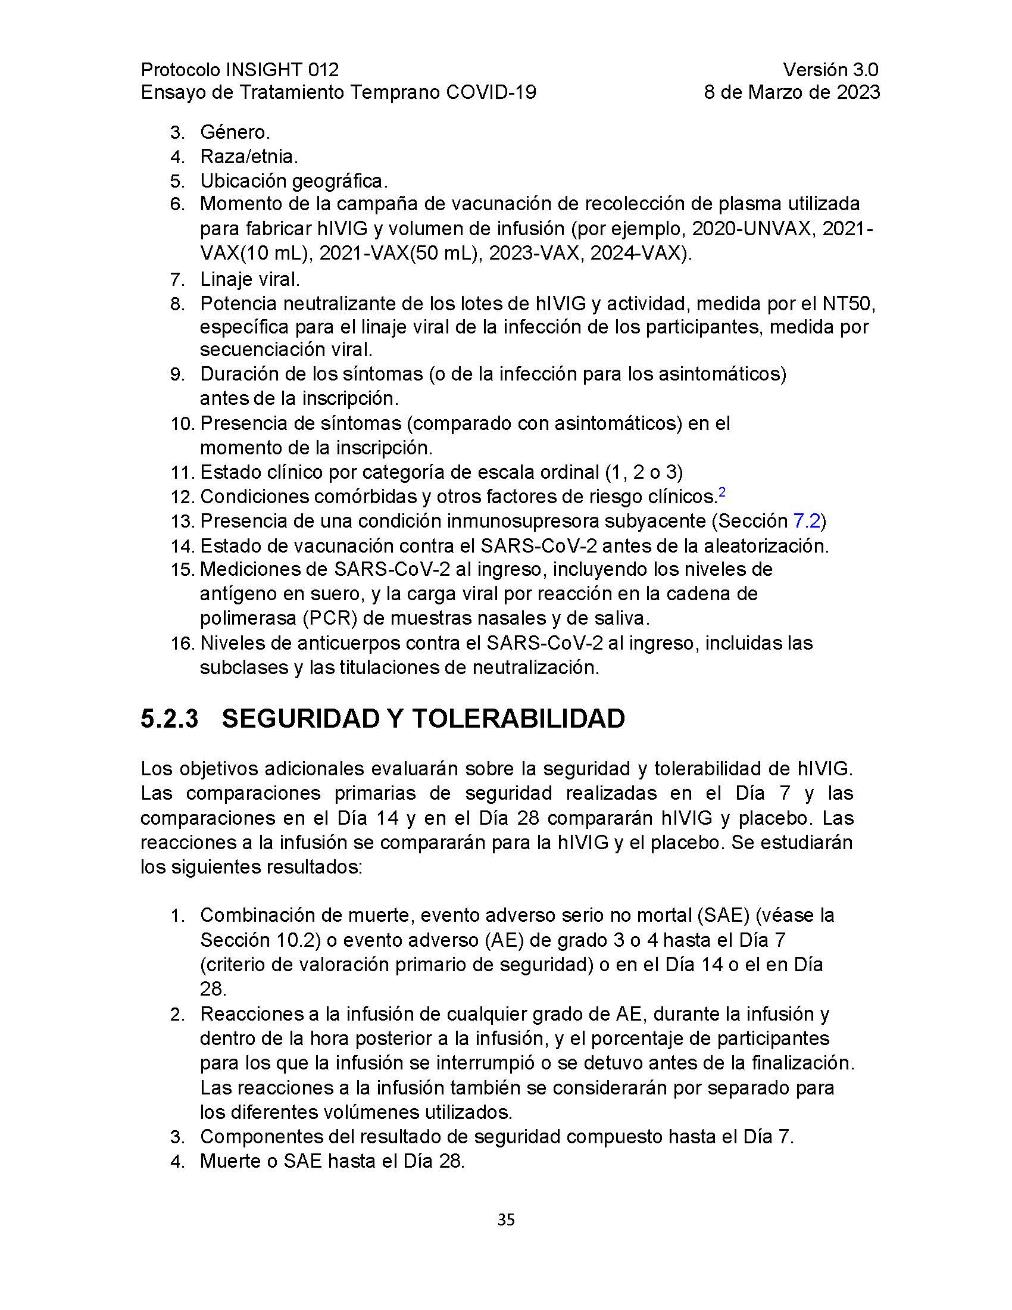 Protocolo INSIGHT 012 Versión 3.0
Ensayo de Tratamiento Temprano COVID-19 8 de Marzo de 2023
3. Género.
4. Raza/etnia.
5. Ubicación geográfica.
6. Momento de la campaña de vacunación de recolección de plasma utilizada
para fabricar hIVIG y volumen de infusión (por ejemplo, 2020-UNVAX, 2021-
VAX(10 mL), 2021-VAX(50 mL), 2023-VAX, 2024-VAX).
7. Linaje viral.
8. Potencia neutralizante de los lotes de hIVIG y actividad, medida por el NT50,
específica para el linaje viral de la infección de los participantes, medida por
secuenciación viral.
9. Duración de los síntomas (o de la infección para los asintomáticos)
antes de la inscripción.
10. Presencia de síntomas (comparado con asintomáticos) en el
momento de la inscripción.
11. Estado clínico por categoría de escala ordinal (1, 2 o 3)
12. Condiciones comórbidas y otros factores de riesgo clínicos.2
13. Presencia de una condición inmunosupresora subyacente (Sección 7.2)
14. Estado de vacunación contra el SARS-CoV-2 antes de la aleatorización.
15. Mediciones de SARS-CoV-2 al ingreso, incluyendo los niveles de
antígeno en suero, y la carga viral por reacción en la cadena de
polimerasa (PCR) de muestras nasales y de saliva.
16. Niveles de anticuerpos contra el SARS-CoV-2 al ingreso, incluidas las
subclases y las titulaciones de neutralización.
5.2.3 SEGURIDAD Y TOLERABILIDAD
Los objetivos adicionales evaluarán sobre la seguridad y tolerabilidad de hIVIG.
Las comparaciones primarias de seguridad realizadas en el Día 7 y las
comparaciones en el Día 14 y en el Día 28 compararán hIVIG y placebo. Las
reacciones a la infusión se compararán para la hIVIG y el placebo. Se estudiarán
los siguientes resultados:
1. Combinación de muerte, evento adverso serio no mortal (SAE) (véase la
Sección 10.2) o evento adverso (AE) de grado 3 o 4 hasta el Día 7
(criterio de valoración primario de seguridad) o en el Día 14 o el en Día
28.
2. Reacciones a la infusión de cualquier grado de AE, durante la infusión y
dentro de la hora posterior a la infusión, y el porcentaje de participantes
para los que la infusión se interrumpió o se detuvo antes de la finalización.
Las reacciones a la infusión también se considerarán por separado para
los diferentes volúmenes utilizados.
3. Componentes del resultado de seguridad compuesto hasta el Día 7.
4. Muerte o SAE hasta el Día 28.
35